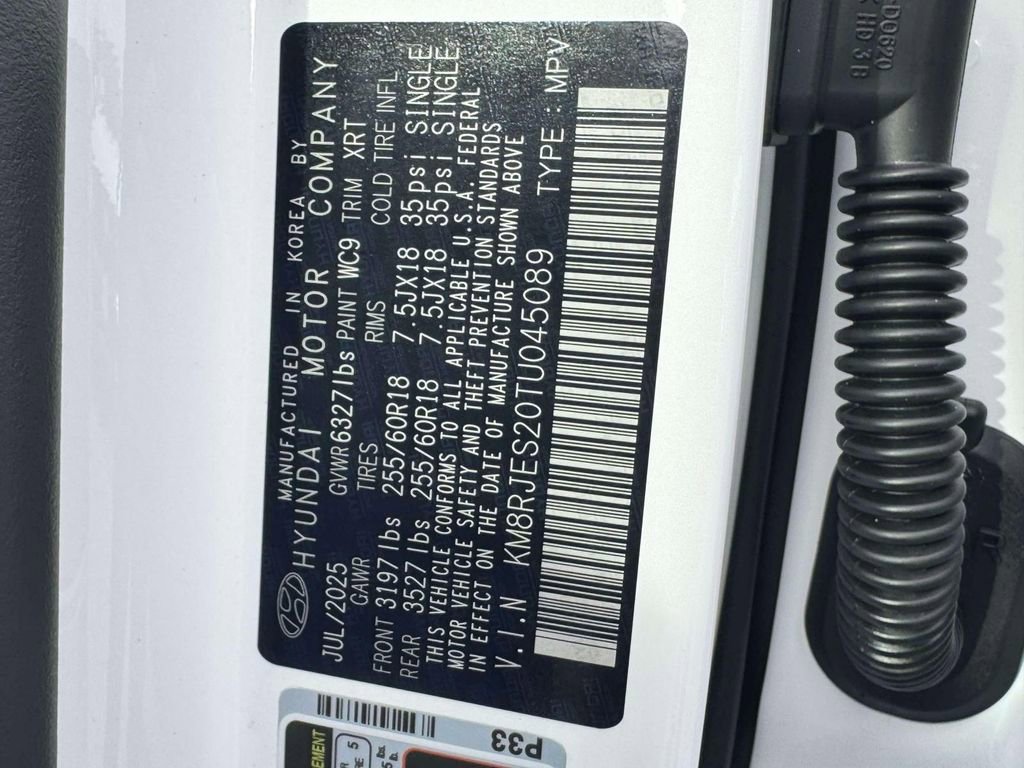 MANUFACTURED IN KOREA BY
HYUNDAI MOTOR COMPANY
JUL/2025 GVWR6327lbs PAINT WC9 TRIM XRT
GAWR TIRES RIMS COLD TIRE INFL
FRONT 3197lbs 255/60R18 7.5JX18 35psi SINGLE
REAR 3527lbs 255/60R18 7.5JX18 35psi SINGLE
THIS VEHICLE CONFORMS TO ALL APPLICABLE U.S.A. FEDERAL
MOTOR VEHICLE SAFETY AND THEFT PREVENTION STANDARDS
IN EFFECT ON THE DATE OF MANUFACTURE SHOWN ABOVE
V.I.N KM8RJES20TU045089 TYPE : MPV
P33
HD 3B